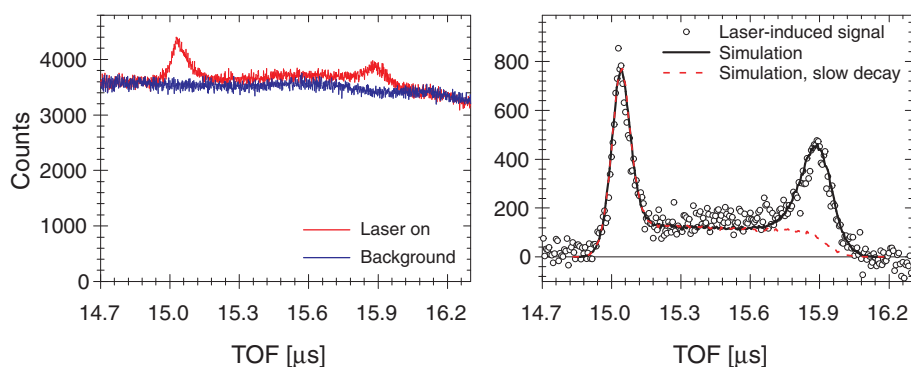 Counts
4000
3000
2000
1000
0
Laser on
Background
14.7 15.0 15.3 15.6 15.9 16.2
TOF [μs]
800
600
400
200
0
Laser-induced signal
Simulation
Simulation, slow decay
14.7 15.0 15.3 15.6 15.9 16.2
TOF [μs]